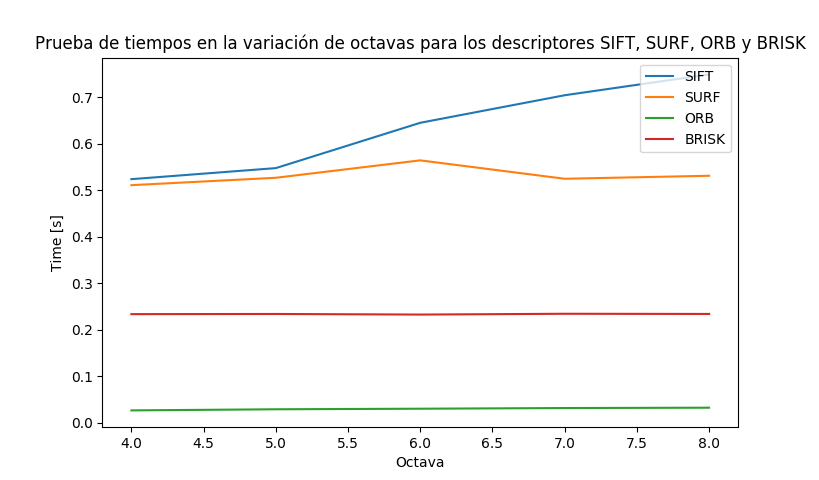 Prueba de tiempos en la variación de octavas para los descriptores SIFT, SURF, ORB y BRISK
SIFT
SURF
ORB
BRISK
0.7
0.6
0.5
0.4
0.3
0.2
0.1
0.0
Time [s]
4.0 4.5 5.0 5.5 6.0 6.5 7.0 7.5 8.0
Octava